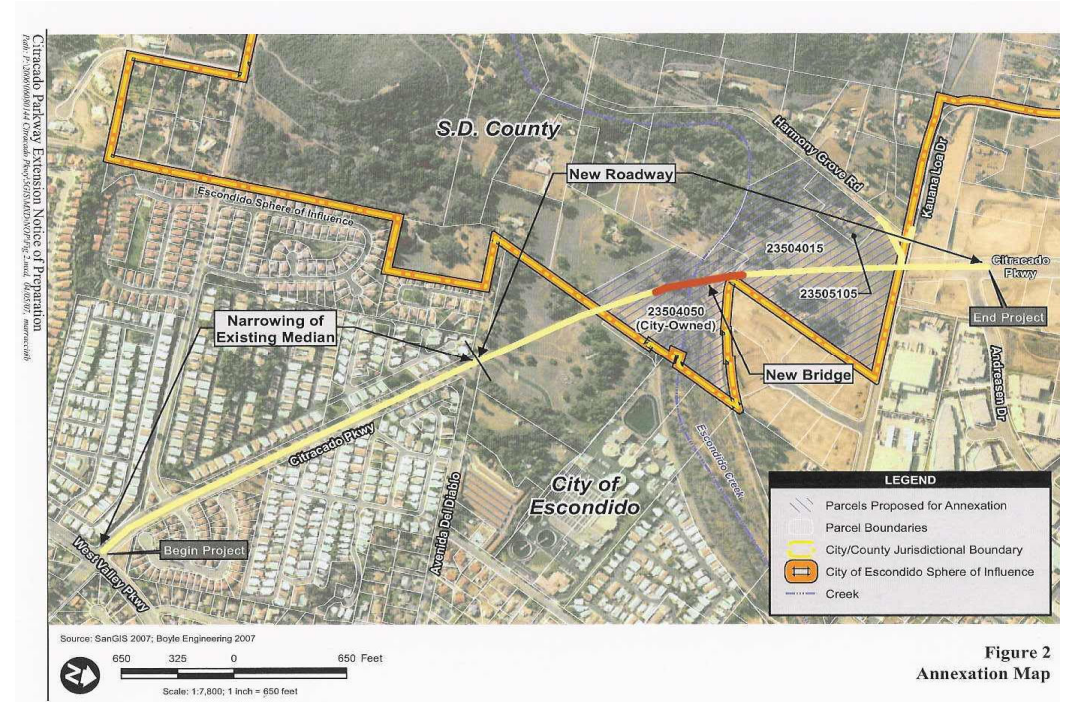 Citracado Parkway Extension Notice of Preparation
S.D. County
Harmony Grove Rd
Kauana Loa Dr
New Roadway
Escondido Sphere of Influence
23504015
Citracado
Pkwy
23505105
23504050
(City-Owned)
End Project
Narrowing of
Existing Median
New Bridge
Andreasen Dr
Citracado Pkwy
Escondido Creek
City of
Escondido
Avenida Del Diablo
Begin Project
West Valley Pkwy
LEGEND
Parcels Proposed for Annexation
Parcel Boundaries
City/County Jurisdictional Boundary
City of Escondido Sphere of Influence
Creek
Source: SanGIS 2007; Boyle Engineering 2007
N
650 325 0 650 Feet
Scale: 1:7,800; 1 inch = 650 feet
Figure 2
Annexation Map